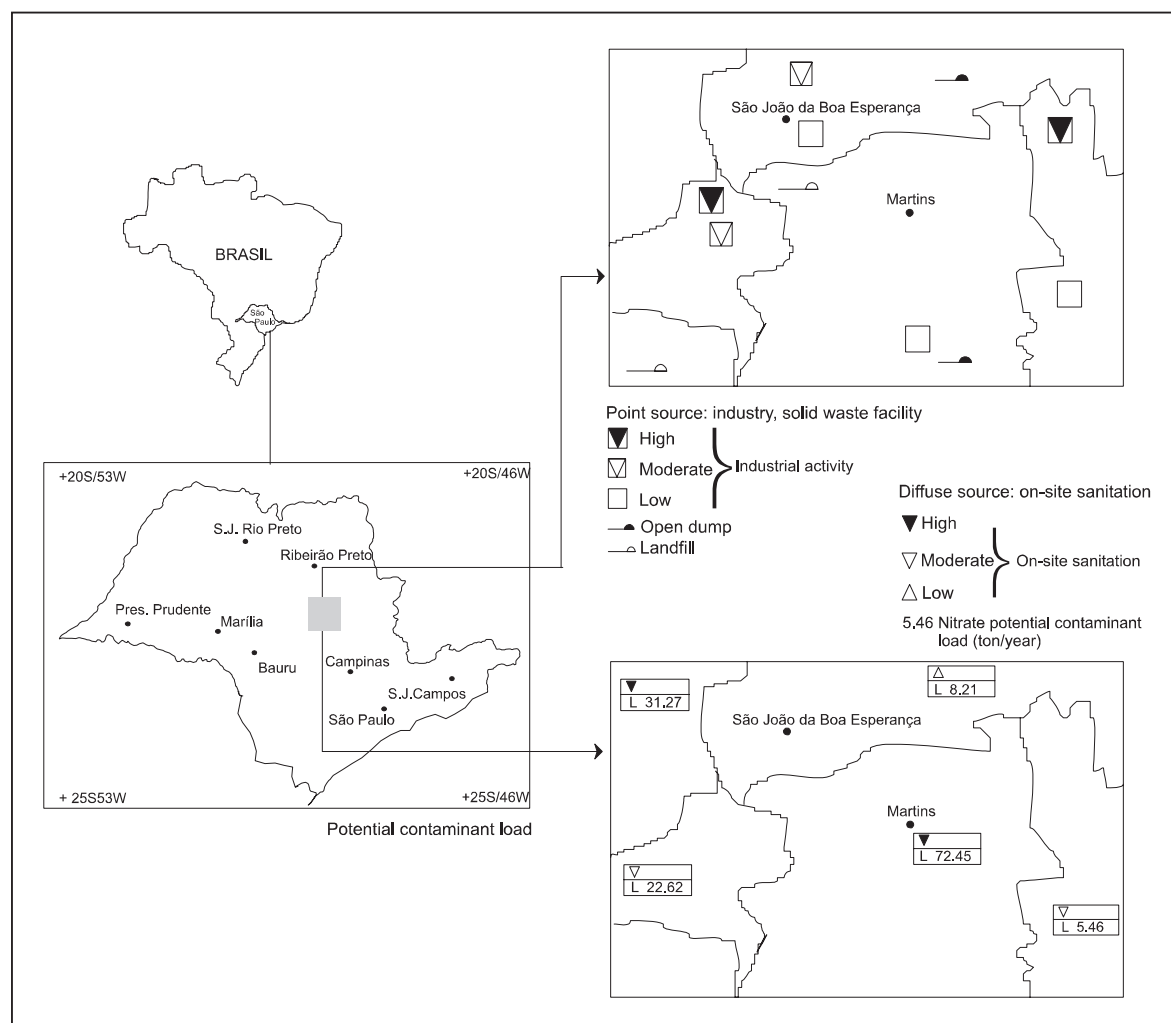 BRASIL
São
Paulo
+20S/53W
+20S/46W
S.J. Rio Preto
Ribeirão Preto
Pres. Prudente
Marília
Bauru
Campinas
S.J.Campos
São Paulo
+ 25S53W
+25S/46W
Potential contaminant load
São João da Boa Esperança
Martins
Point source: industry, solid waste facility
High
Moderate
Low
Industrial activity
Open dump
Landfill
Diffuse source: on-site sanitation
High
Moderate
Low
On-site sanitation
5.46 Nitrate potential contaminant
load (ton/year)
L 31.27
L 8.21
São João da Boa Esperança
Martins
L 72.45
L 22.62
L 5.46